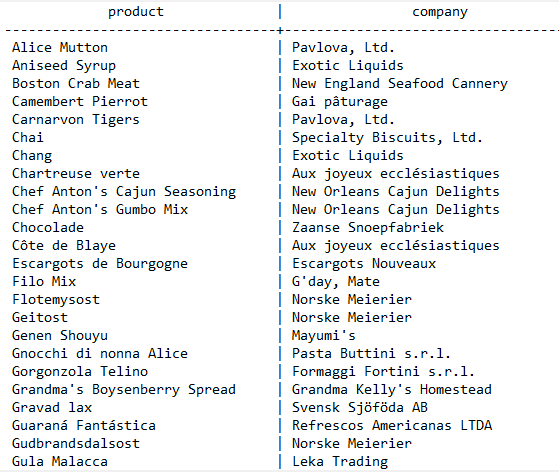 product | company
----------------------------------+-----------------------------------
Alice Mutton | Pavlova, Ltd.
Aniseed Syrup | Exotic Liquids
Boston Crab Meat | New England Seafood Cannery
Camembert Pierrot | Gai pâturage
Carnarvon Tigers | Pavlova, Ltd.
Chai | Specialty Biscuits, Ltd.
Chang | Exotic Liquids
Chartreuse verte | Aux joyeux ecclésiastiques
Chef Anton's Cajun Seasoning | New Orleans Cajun Delights
Chef Anton's Gumbo Mix | New Orleans Cajun Delights
Chocolade | Zaanse Snoepfabriek
Côte de Blaye | Aux joyeux ecclésiastiques
Escargots de Bourgogne | Escargots Nouveaux
Filo Mix | G'day, Mate
Flotemysost | Norske Meierier
Geitost | Norske Meierier
Genen Shouyu | Mayumi's
Gnocchi di nonna Alice | Pasta Buttini s.r.l.
Gorgonzola Telino | Formaggi Fortini s.r.l.
Grandma's Boysenberry Spread | Grandma Kelly's Homestead
Gravad lax | Svensk Sjöföda AB
Guaraná Fantástica | Refrescos Americanas LTDA
Gudbrandsdalsost | Norske Meierier
Gula Malacca | Leka Trading